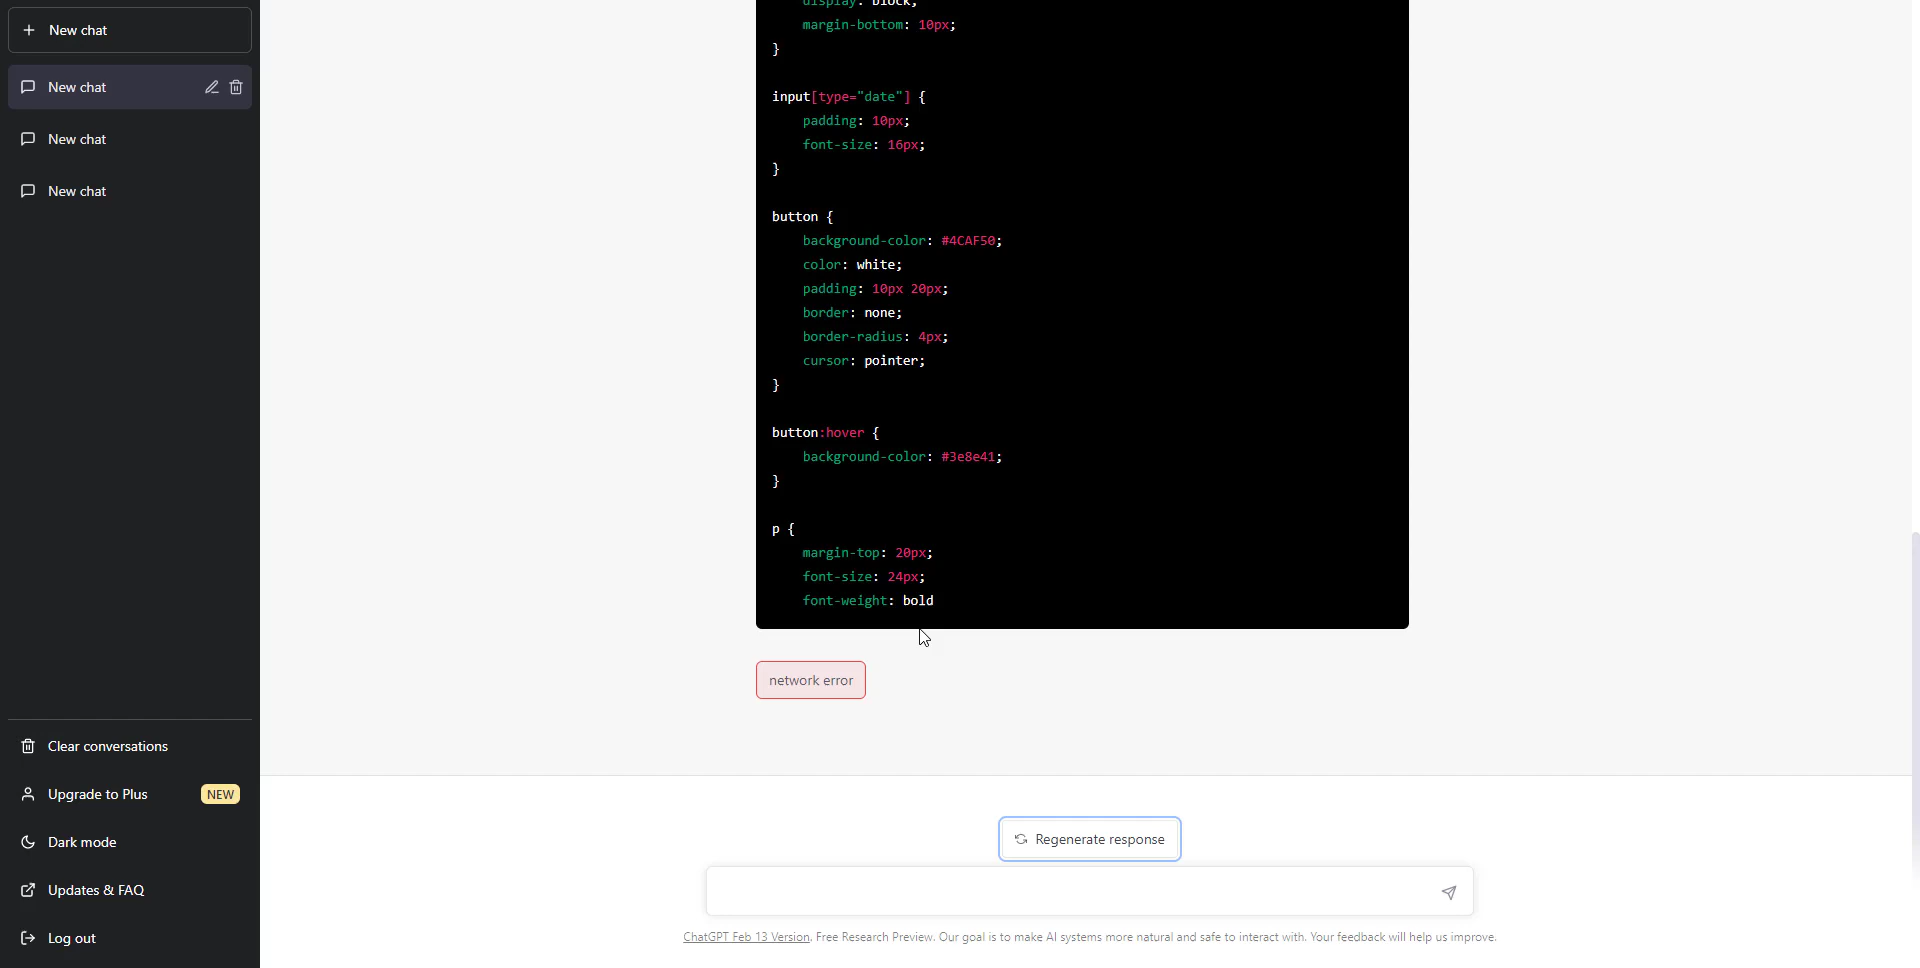 New chat
New chat
New chat
New chat
Clear conversations
Upgrade to Plus NEW
Dark mode
Updates & FAQ
Log out
display: block;
margin-bottom: 10px;
}
input[type="date"] {
padding: 10px;
font-size: 16px;
}
button {
background-color: #4CAF50;
color: white;
padding: 10px 20px;
border: none;
border-radius: 4px;
cursor: pointer;
}
button:hover {
background-color: #3e8e41;
}
p {
margin-top: 20px;
font-size: 24px;
font-weight: bold
network error
Regenerate response
ChatGPT Feb 13 Version. Free Research Preview. Our goal is to make AI systems more natural and safe to interact with. Your feedback will help us improve.